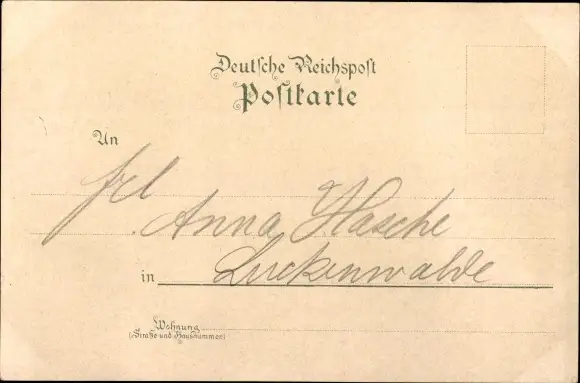 Deutsche Reichspost
Postkarte
An
frl
Anna Hasche
in Luckenwalde
Wohnung
(Straße und Hausnummer)